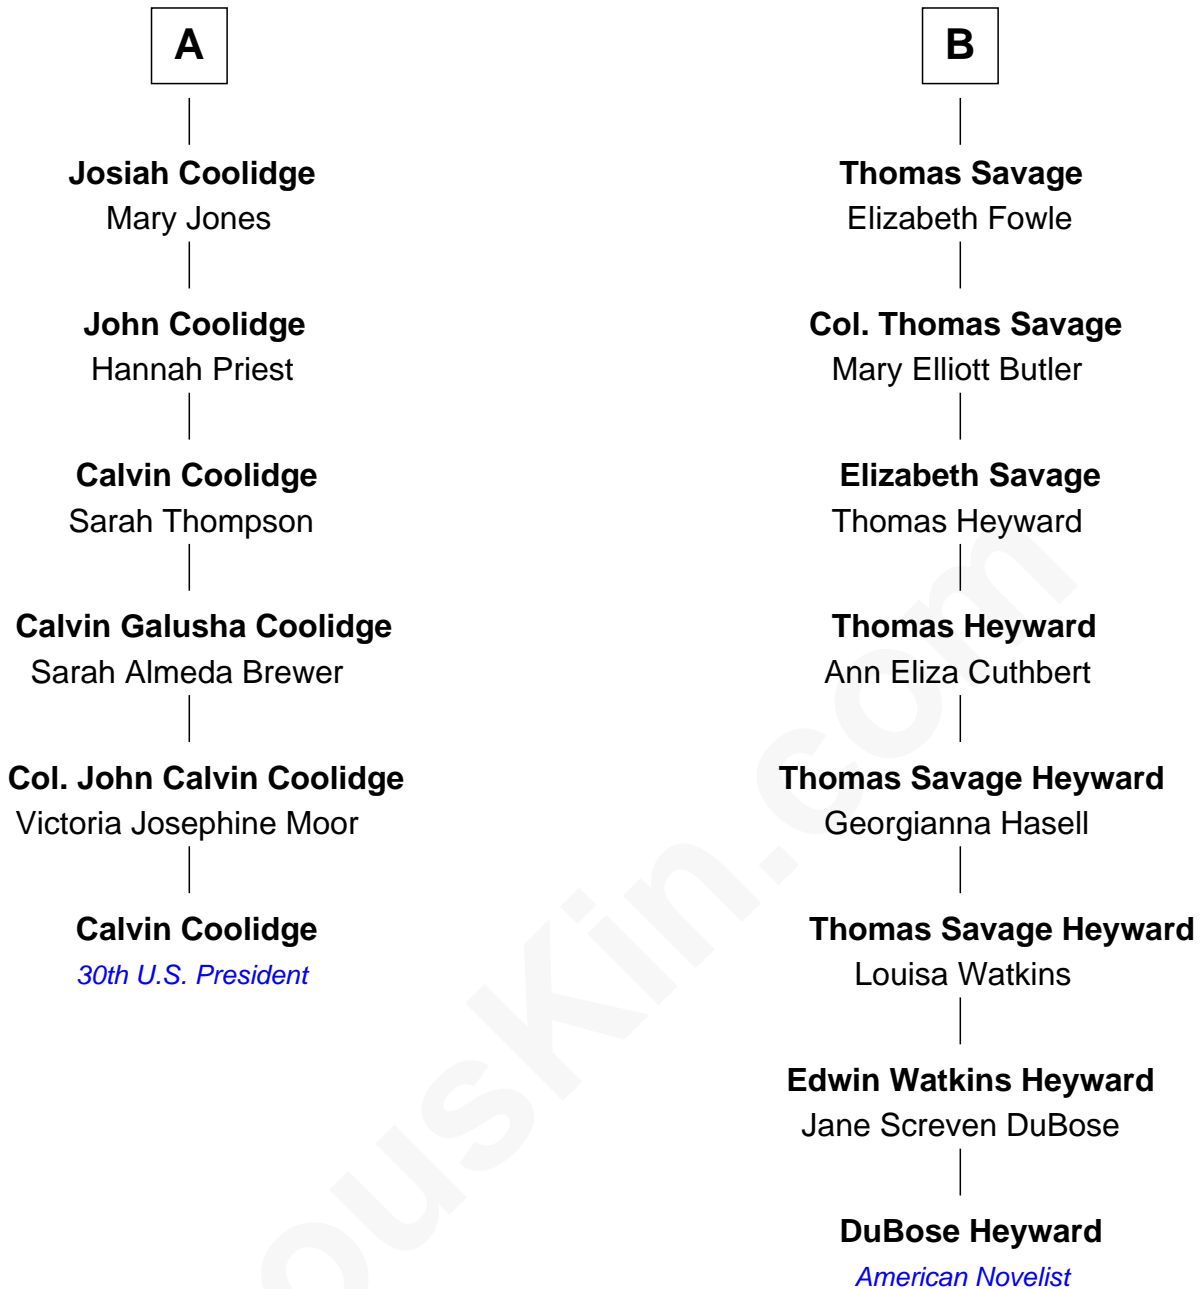 A
Josiah Coolidge
Mary Jones
John Coolidge
Hannah Priest
Calvin Coolidge
Sarah Thompson
Calvin Galusha Coolidge
Sarah Almeda Brewer
Col. John Calvin Coolidge
Victoria Josephine Moor
Calvin Coolidge
30th U.S. President
B
Thomas Savage
Elizabeth Fowle
Col. Thomas Savage
Mary Elliott Butler
Elizabeth Savage
Thomas Heyward
Thomas Heyward
Ann Eliza Cuthbert
Thomas Savage Heyward
Georgianna Hasell
Thomas Savage Heyward
Louisa Watkins
Edwin Watkins Heyward
Jane Screven DuBose
DuBose Heyward
American Novelist
ousKin.com